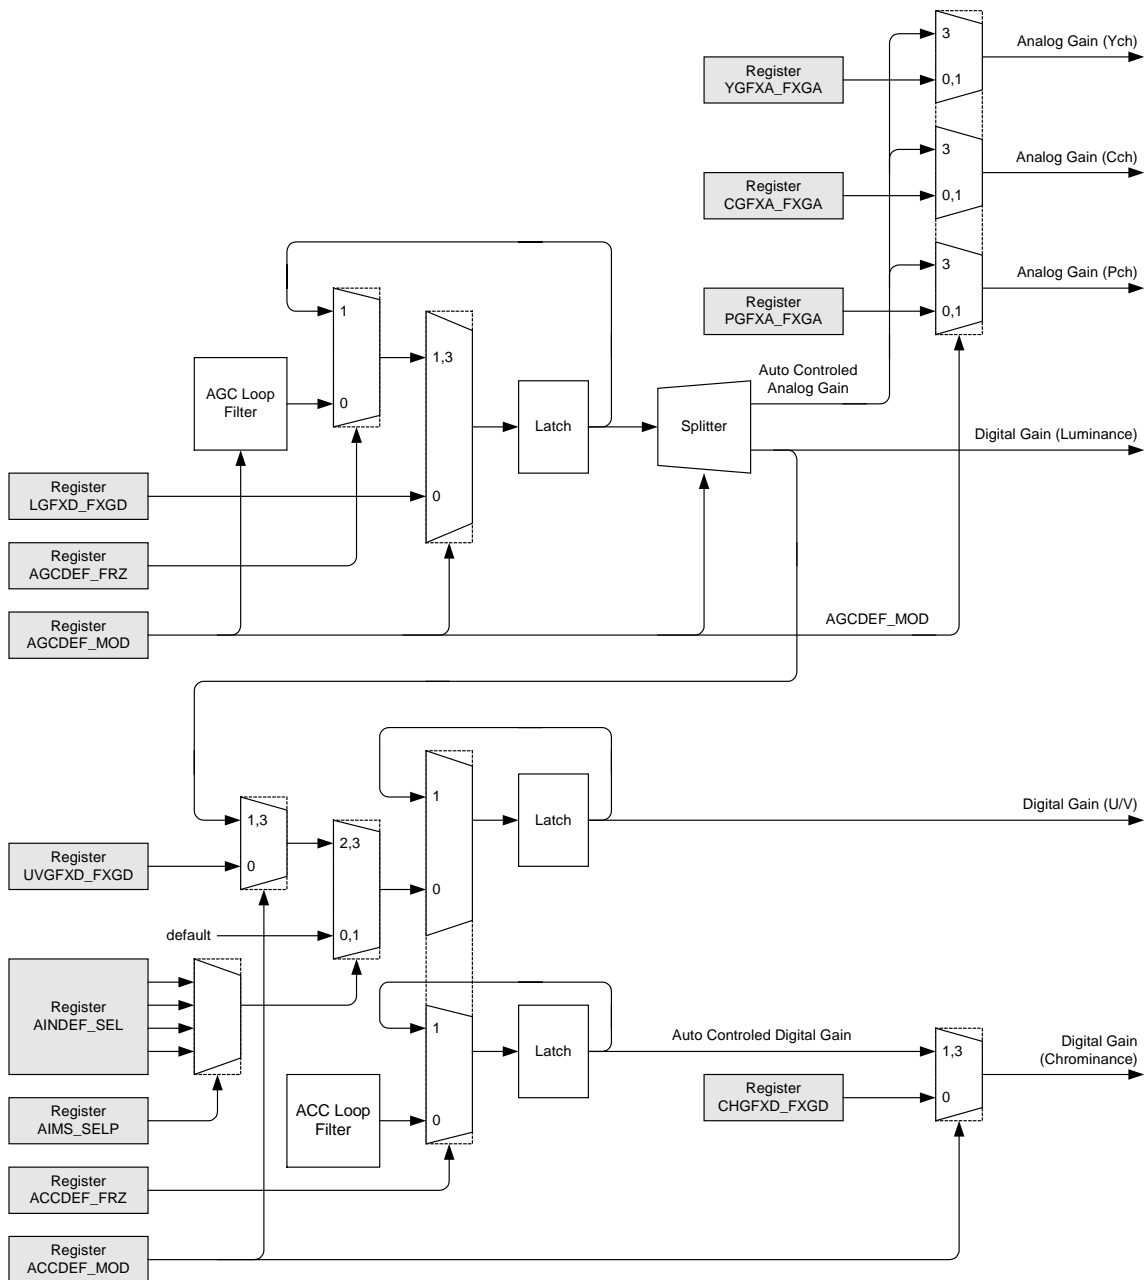 3
Analog Gain (Ych)
Register
YGFXA_FXGA
0,1
3
Analog Gain (Cch)
Register
CGFXA_FXGA
0,1
3
Analog Gain (Pch)
Register
PGFXA_FXGA
0,1
1
1,3
AGC Loop
Filter
0
Auto Controled
Analog Gain
Latch
Splitter
Digital Gain (Luminance)
Register
LGFXD_FXGD
0
Register
AGCDEF_FRZ
Register
AGCDEF_MOD
AGCDEF_MOD
1
Latch
Digital Gain (U/V)
1,3
2,3
Register
UVGFXD_FXGD
0
0
default
0,1
Register
AINDEF_SEL
1
Latch
Auto Controled Digital Gain
1,3
Digital Gain
(Chrominance)
Register
AIMS_SELP
ACC Loop
Filter
0
Register
CHGFXD_FXGD
0
Register
ACCDEF_FRZ
Register
ACCDEF_MOD